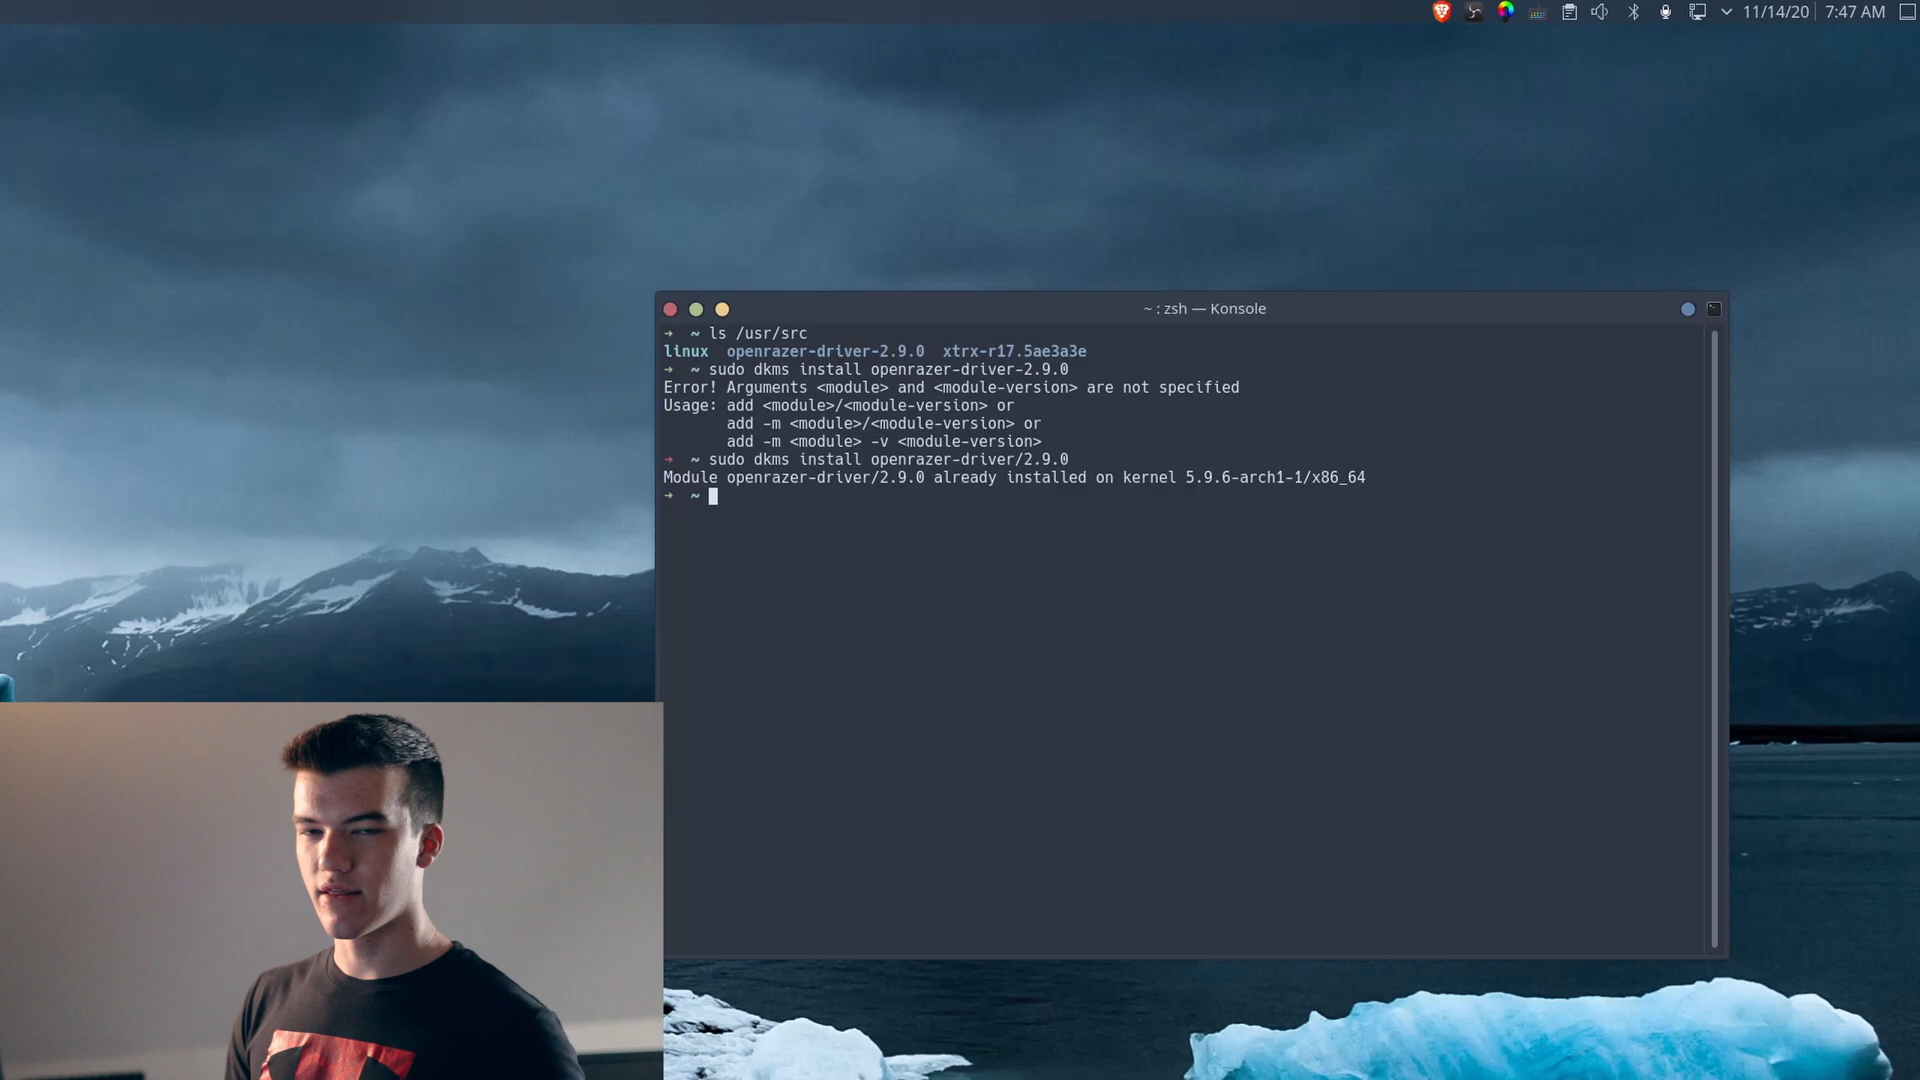 11/14/20 7:47 AM
~ : zsh — Konsole
➜ ~ ls /usr/src
linux openrazer-driver-2.9.0 xtrx-r17.5ae3a3e
➜ ~ sudo dkms install openrazer-driver-2.9.0
Error! Arguments <module> and <module-version> are not specified
Usage: add <module>/<module-version> or
add -m <module>/<module-version> or
add -m <module> -v <module-version>
➜ ~ sudo dkms install openrazer-driver/2.9.0
Module openrazer-driver/2.9.0 already installed on kernel 5.9.6-arch1-1/x86_64
➜ ~